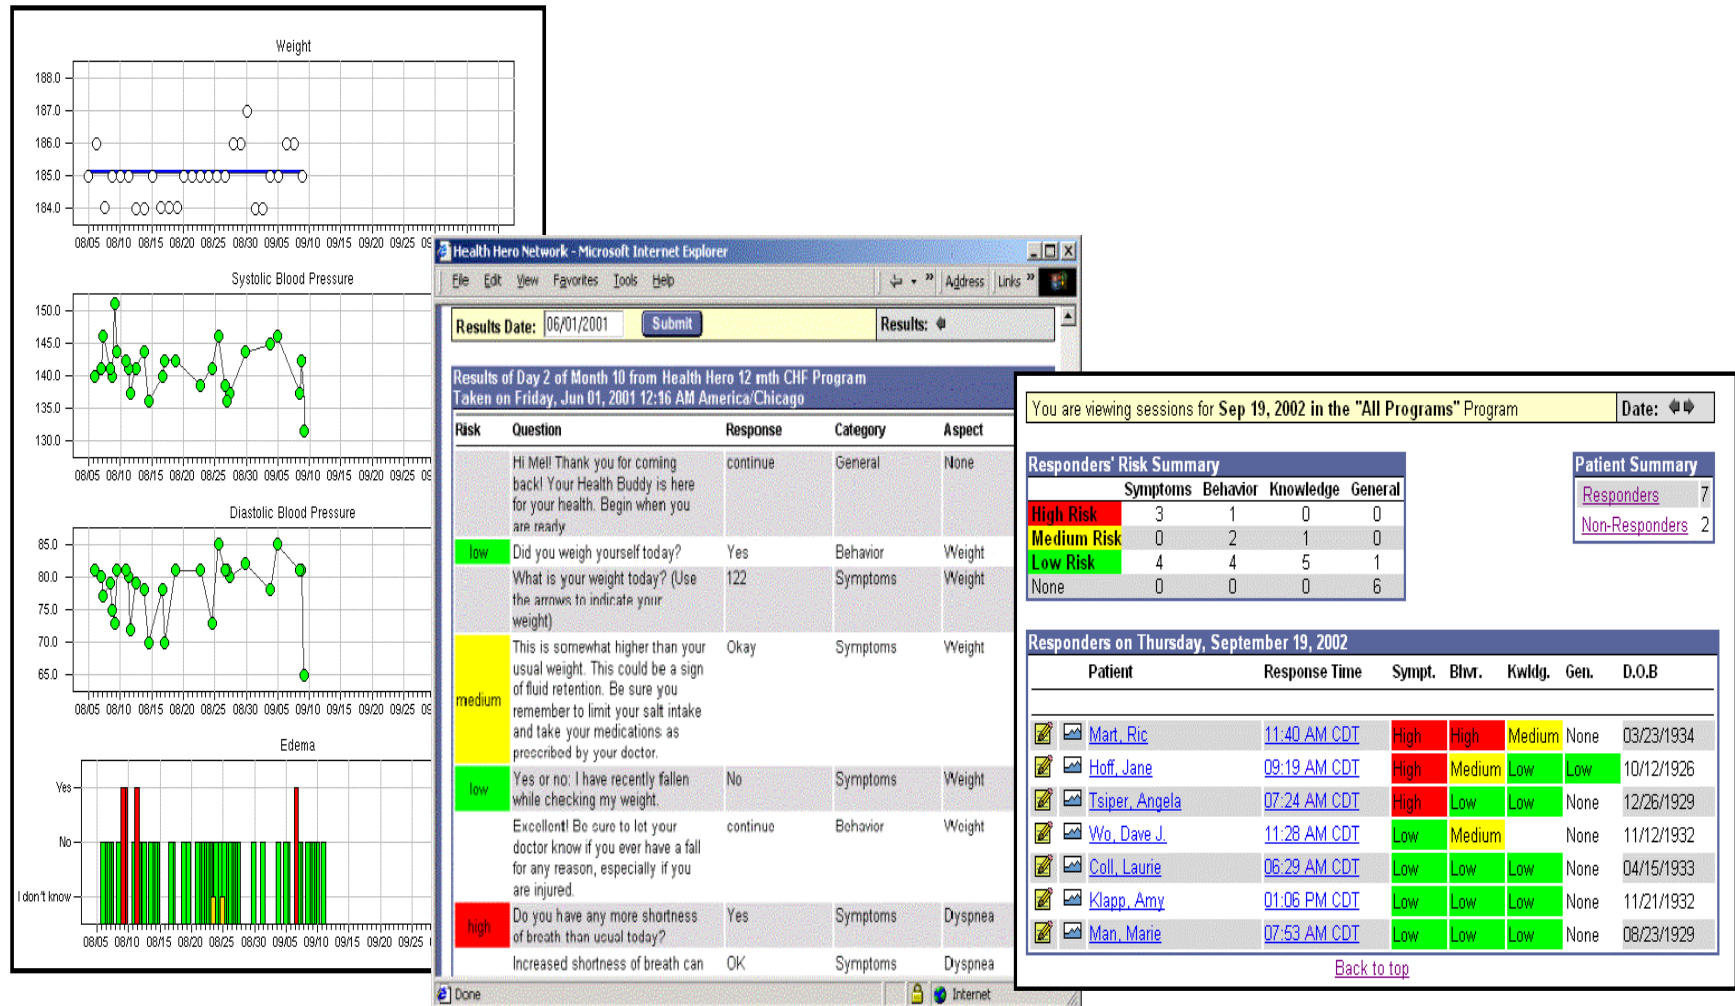 Weight
188.0
187.0
186.0
185.0
184.0
08/05 08/10 08/15 08/20 08/25 08/30 09/05 09/10 09/15 09/20 09/25 09
Systolic Blood Pressure
150.0
145.0
140.0
135.0
130.0
08/05 08/10 08/15 08/20 08/25 08/30 09/05 09/10 09/15 09/20 09/25 09
Diastolic Blood Pressure
85.0
80.0
75.0
70.0
65.0
08/05 08/10 08/15 08/20 08/25 08/30 09/05 09/10 09/15 09/20 09/25 09
Edema
Yes
No
I don't know
08/05 08/10 08/15 08/20 08/25 08/30 09/05 09/10 09/15 09/20 09/25
Health Hero Network - Microsoft Internet Explorer
File Edit View Favorites Tools Help
Address Links
Results Date: 06/01/2001 Submit Results:
Results of Day 2 of Month 10 from Health Hero 12 mth CHF Program
Taken on Friday, Jun 01, 2001 12:16 AM America/Chicago
Risk Question Response Category Aspect
Hi Mel! Thank you for coming continue General None
back! Your Health Buddy is here
for your health. Begin when you
are ready
low Did you weigh yourself today? Yes Behavior Weight
What is your weight today? (Use 122 Symptoms Weight
the arrows to indicate your
weight)
This is somewhat higher than your Okay Symptoms Weight
usual weight. This could be a sign
of fluid retention. Be sure you
medium remember to limit your salt intake
and take your medications as
prescribed by your doctor.
low Yes or no: I have recently fallen No Symptoms Weight
while checking my weight.
Excellent! Be sure to let your continue Behavior Weight
doctor know if you ever have a fall
for any reason, especially if you
are injured.
high Do you have any more shortness Yes Symptoms Dyspnea
of breath than usual today?
Increased shortness of breath can OK Symptoms Dyspnea
Done Internet
You are viewing sessions for Sep 19, 2002 in the "All Programs" Program Date:
Responders' Risk Summary
Symptoms Behavior Knowledge General
High Risk 3 1 0 0
Medium Risk 0 2 1 0
Low Risk 4 4 5 1
None 0 0 0 6
Patient Summary
Responders 7
Non-Responders 2
Responders on Thursday, September 19, 2002
Patient Response Time Sympt. Bhvr. Kwldg. Gen. D.O.B
Mart, Ric 11:40 AM CDT High High Medium None 03/23/1934
Hoff, Jane 09:19 AM CDT High Medium Low Low 10/12/1926
Tsiper, Angela 07:24 AM CDT High Low Low None 12/26/1929
Wo, Dave J. 11:28 AM CDT Low Medium None 11/12/1932
Coll, Laurie 06:29 AM CDT Low Low Low None 04/15/1933
Klapp, Amy 01:06 PM CDT Low Low Low None 11/21/1932
Man, Marie 07:53 AM CDT Low Low Low None 08/23/1929
Back to top